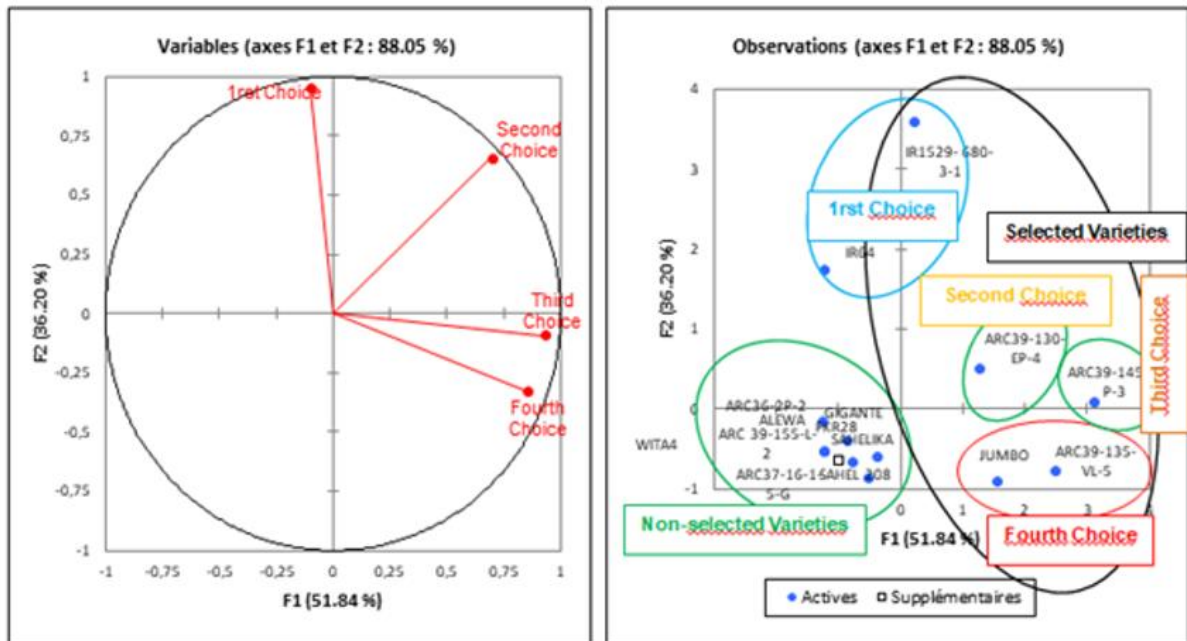 Variables (axes F1 et F2 : 88.05 %)
1
0,75
0,5
0,25
0
-0,25
-0,5
-0,75
-1
F2 (36.20 %)
1rst Choice
Second
Choice
Third
Choice
Fourth
Choice
-1
-0,75
-0,5
-0,25
0
0,25
0,5
0,75
1
F1 (51.84 %)
Observations (axes F1 et F2 : 88.05 %)
4
3
2
1
0
-1
F2 (36.20 %)
IR1529- 680-
3-1
1rst Choice
Selected Varieties
IR64
Second Choice
Third Choice
ARC39-130-
EP-4
ARC39-145
P-3
ARC36-2P-2
GIGANTE
ALEWA
FKR28
ARC 39-155-L-
2
SAHELIKA
WITA4
JUMBO
ARC39-135-
VL-5
ARC37-16-1-
5-G
SAHEL 208
Non-selected Varieties
0
1
2
3
F1 (51.84 %)
Fourth Choice
Actives
Supplémentaires